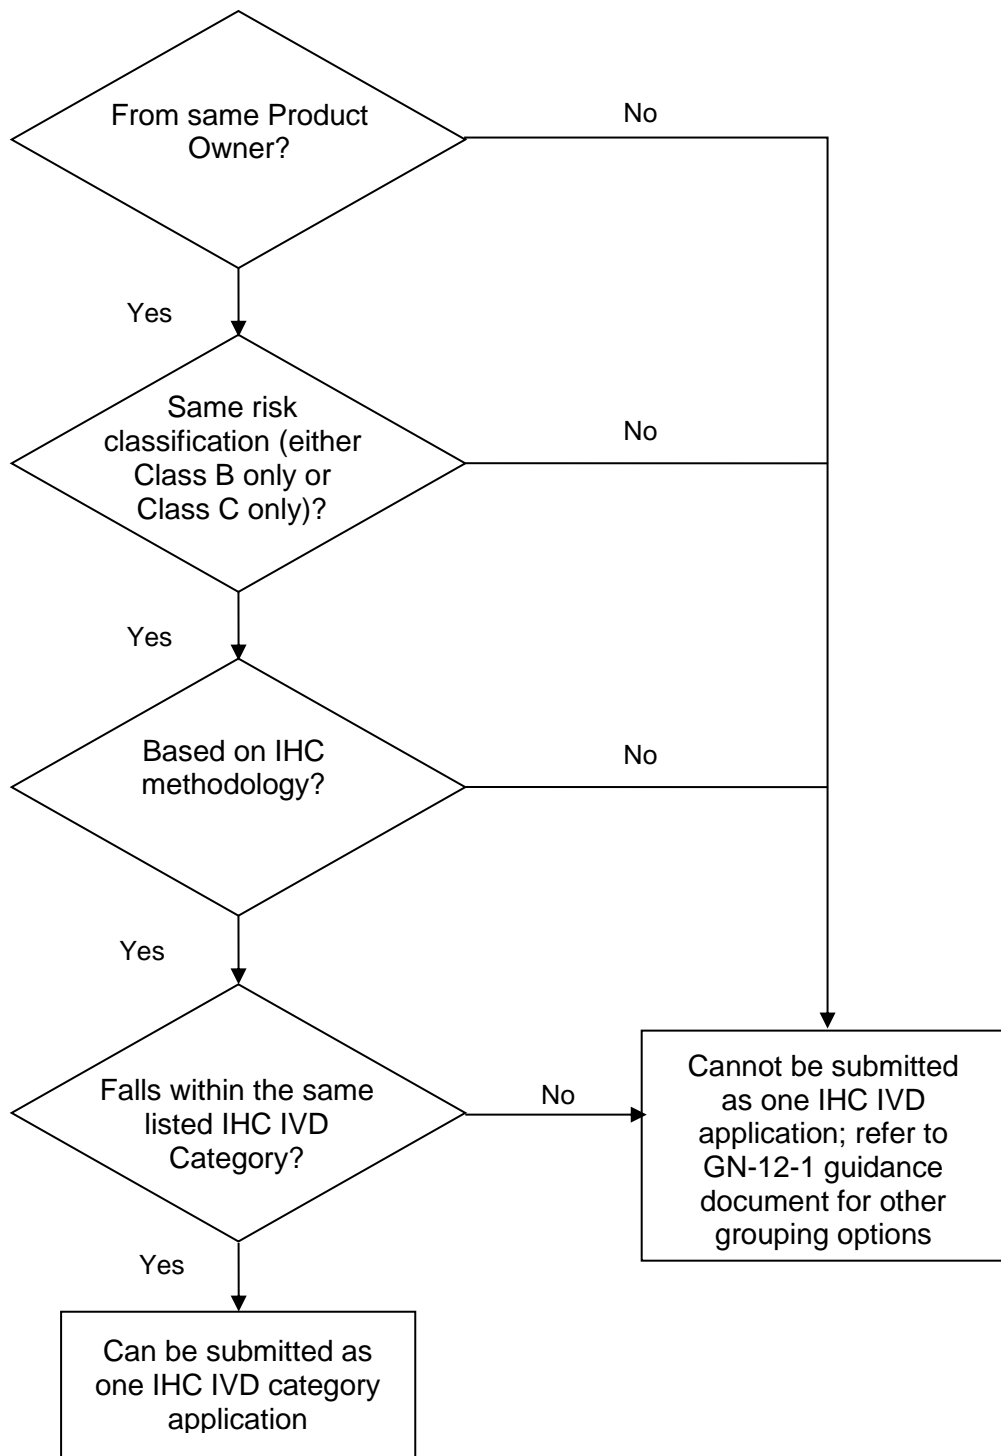 From same Product
Owner?
No
Yes
Same risk
classification (either
Class B only or
Class C only)?
No
Yes
Based on IHC
methodology?
No
Yes
Falls within the same
listed IHC IVD
Category?
No
Cannot be submitted
as one IHC IVD
application; refer to
GN-12-1 guidance
document for other
grouping options
Yes
Can be submitted as
one IHC IVD category
application